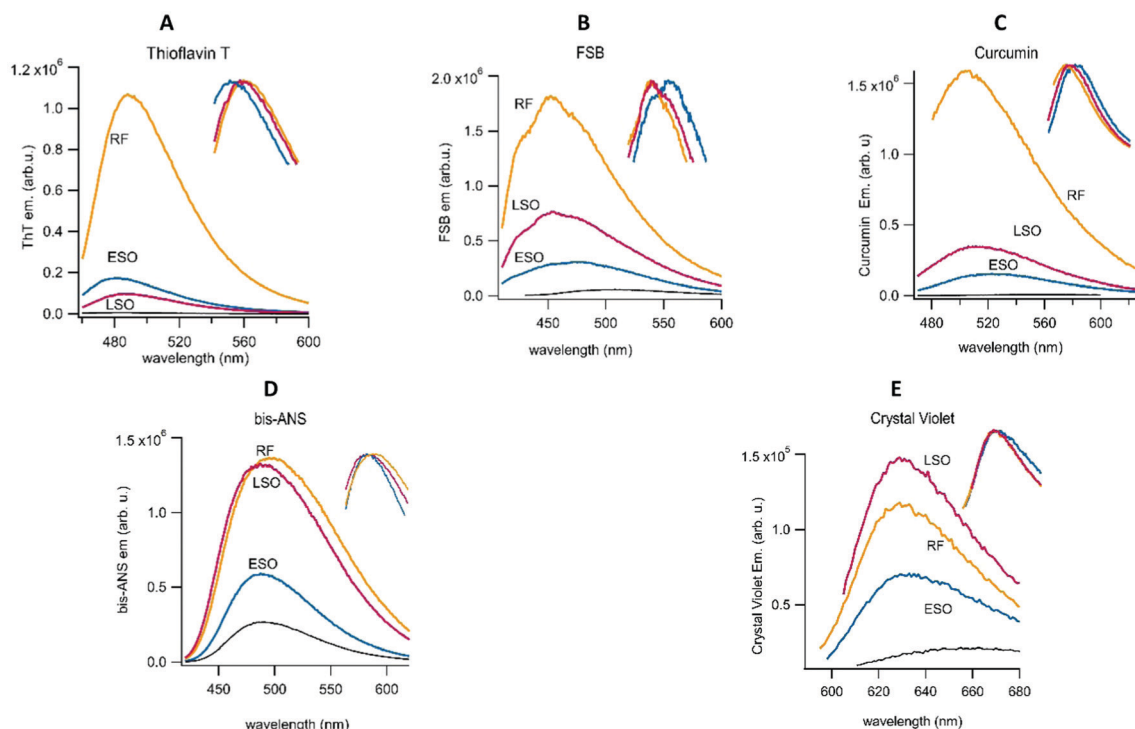 A
Thioflavin T
1.2 x10⁶
1.0
0.8
0.6
0.4
0.2
0.0
ThT em. (arb.u.)
RF
ESO
LSO
480
520
560
600
wavelength (nm)
B
FSB
2.0 x10⁶
1.5
1.0
0.5
0.0
FSB em (arb.u.)
RF
LSO
ESO
450
500
550
600
wavelength (nm)
C
Curcumin
1.5 x10⁶
1.0
0.5
0.0
Curcumin Em. (arb. u)
RF
LSO
ESO
480
520
560
600
wavelength (nm)
D
bis-ANS
1.5 x10⁶
1.0
0.5
0.0
bis-ANS em (arb. u.)
RF
LSO
ESO
450
500
550
600
wavelength (nm)
E
Crystal Violet
1.5 x10⁵
1.0
0.5
Crystal Violet Em. (arb. u.)
LSO
RF
ESO
600
620
640
660
680
wavelength (nm)